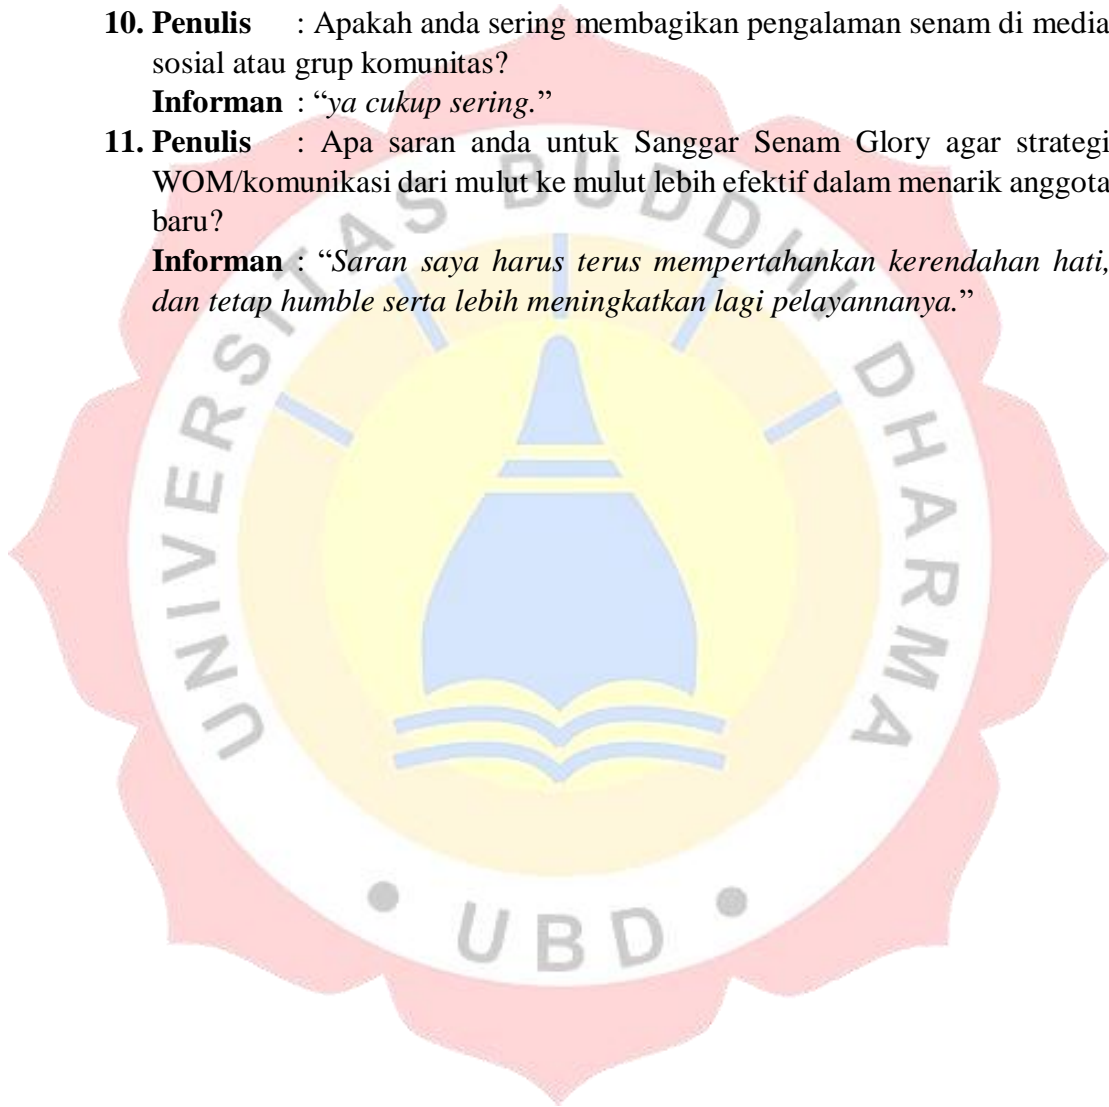 10. Penulis : Apakah anda sering membagikan pengalaman senam di media
sosial atau grup komunitas?
Informan : “ya cukup sering.”
11. Penulis : Apa saran anda untuk Sanggar Senam Glory agar strategi
WOM/komunikasi dari mulut ke mulut lebih efektif dalam menarik anggota
baru?
Informan : “Saran saya harus terus mempertahankan kerendahan hati,
dan tetap humble serta lebih meningkatkan lagi pelayannanya.”
UNIVERSITAS BUDDHI DHARMA
• UBD •